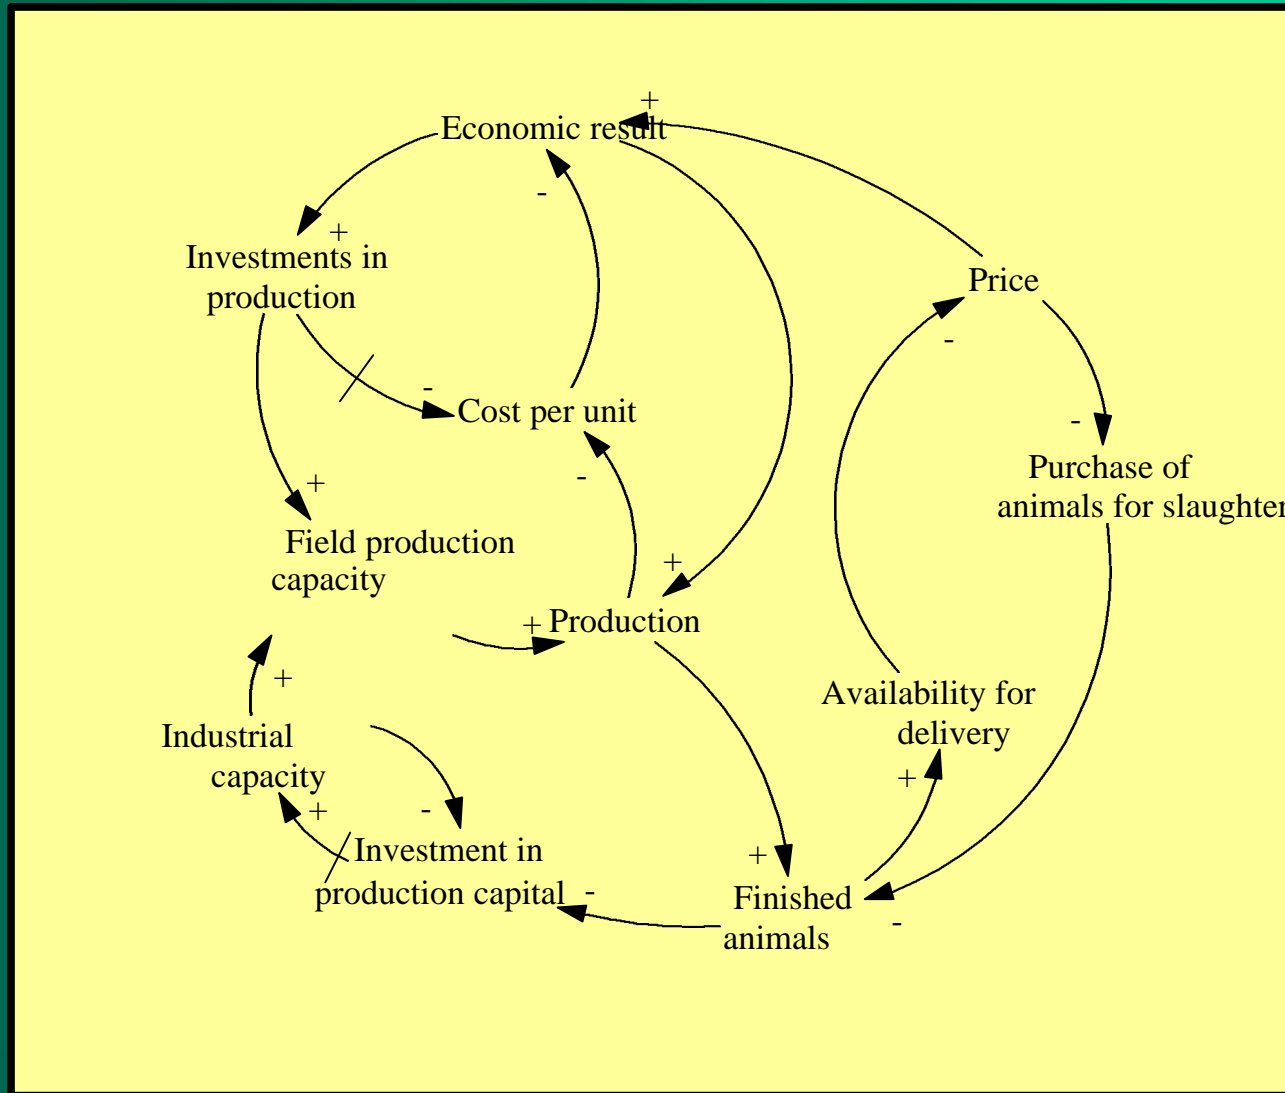 +
Economic result
-
+
Investments in
production
Price
-
-
Cost per unit
-
Purchase of
animals for slaughter
-
+
Field production
capacity
+
+
Production
+
Availability for
delivery
Industrial
capacity
+
+
-
Investment in
production capital
-
+
Finished
animals
-